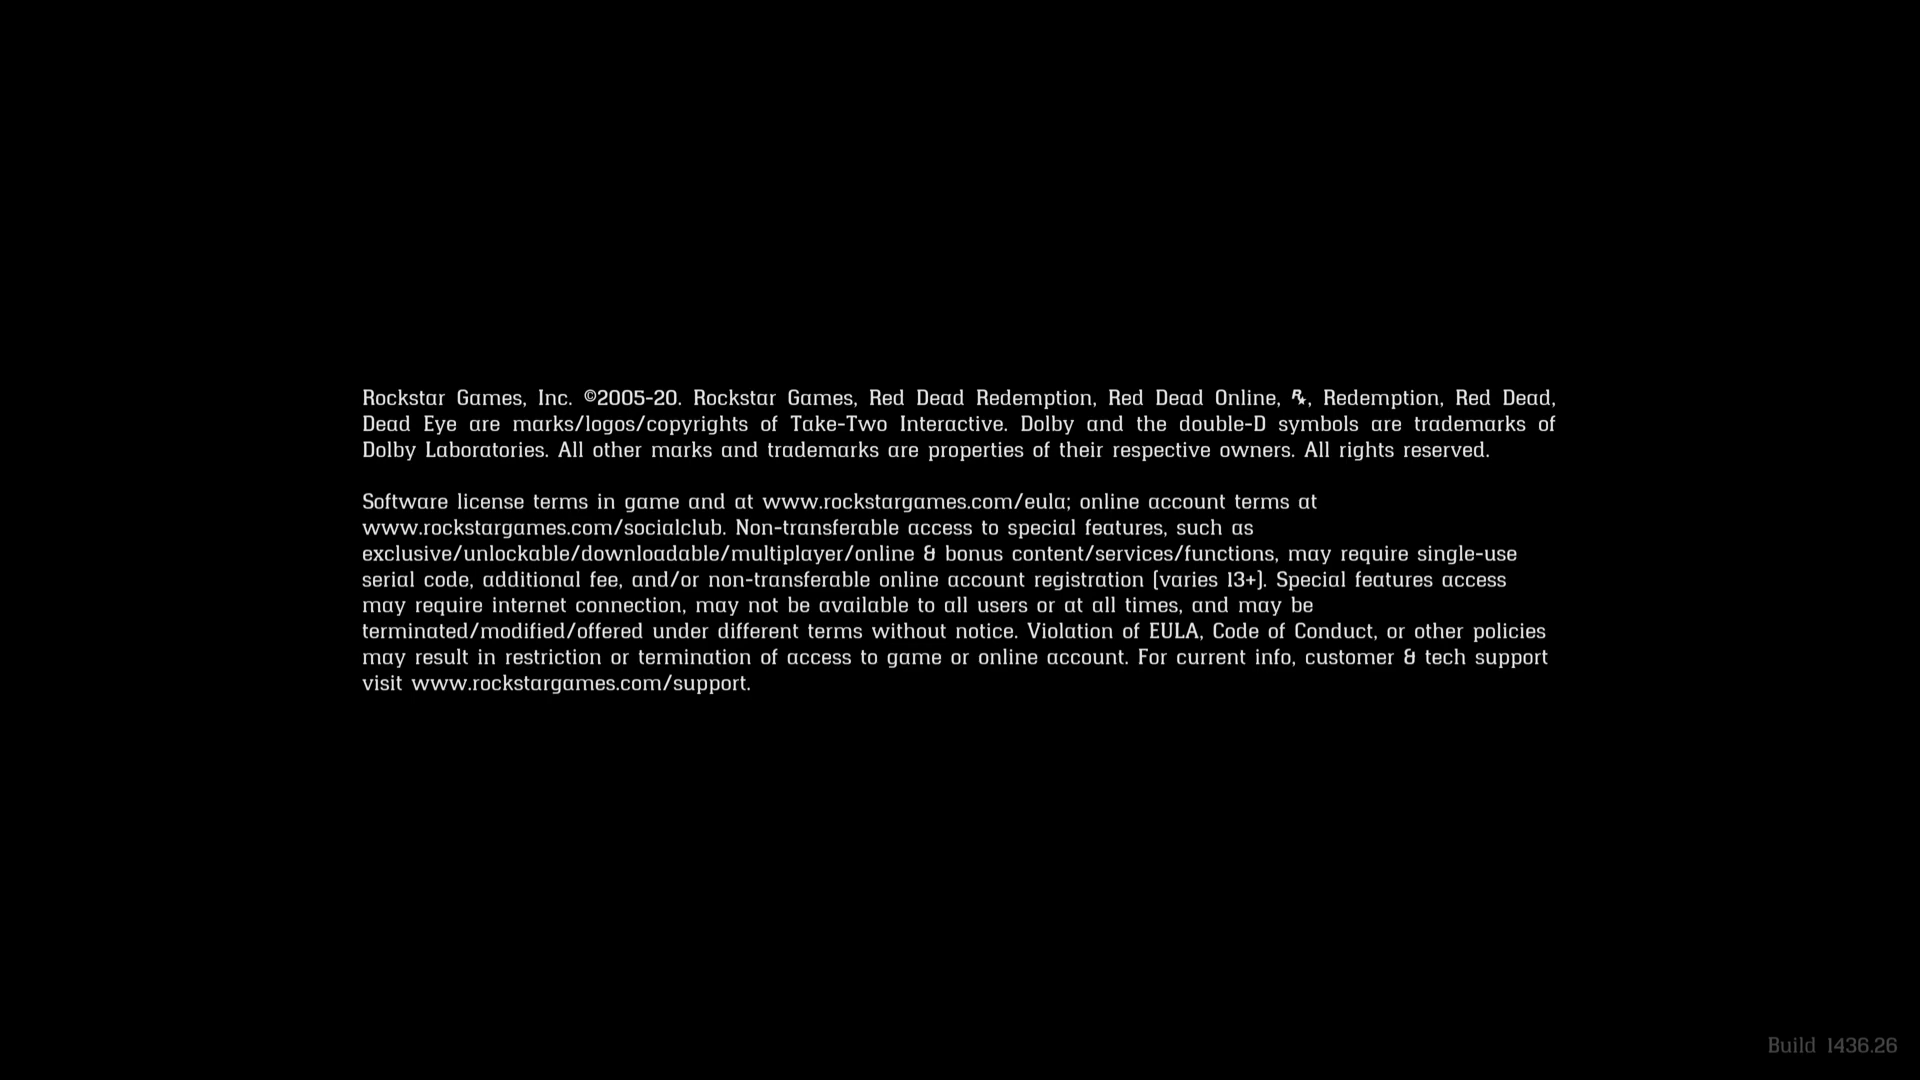 Rockstar Games, Inc. ©2005-20. Rockstar Games, Red Dead Redemption, Red Dead Online, R★, Redemption, Red Dead,
Dead Eye are marks/logos/copyrights of Take-Two Interactive. Dolby and the double-D symbols are trademarks of
Dolby Laboratories. All other marks and trademarks are properties of their respective owners. All rights reserved.
Software license terms in game and at www.rockstargames.com/eula; online account terms at
www.rockstargames.com/socialclub. Non-transferable access to special features, such as
exclusive/unlockable/downloadable/multiplayer/online & bonus content/services/functions, may require single-use
serial code, additional fee, and/or non-transferable online account registration (varies 13+). Special features access
may require internet connection, may not be available to all users or at all times, and may be
terminated/modified/offered under different terms without notice. Violation of EULA, Code of Conduct, or other policies
may result in restriction or termination of access to game or online account. For current info, customer & tech support
visit www.rockstargames.com/support.
Build 1436.26